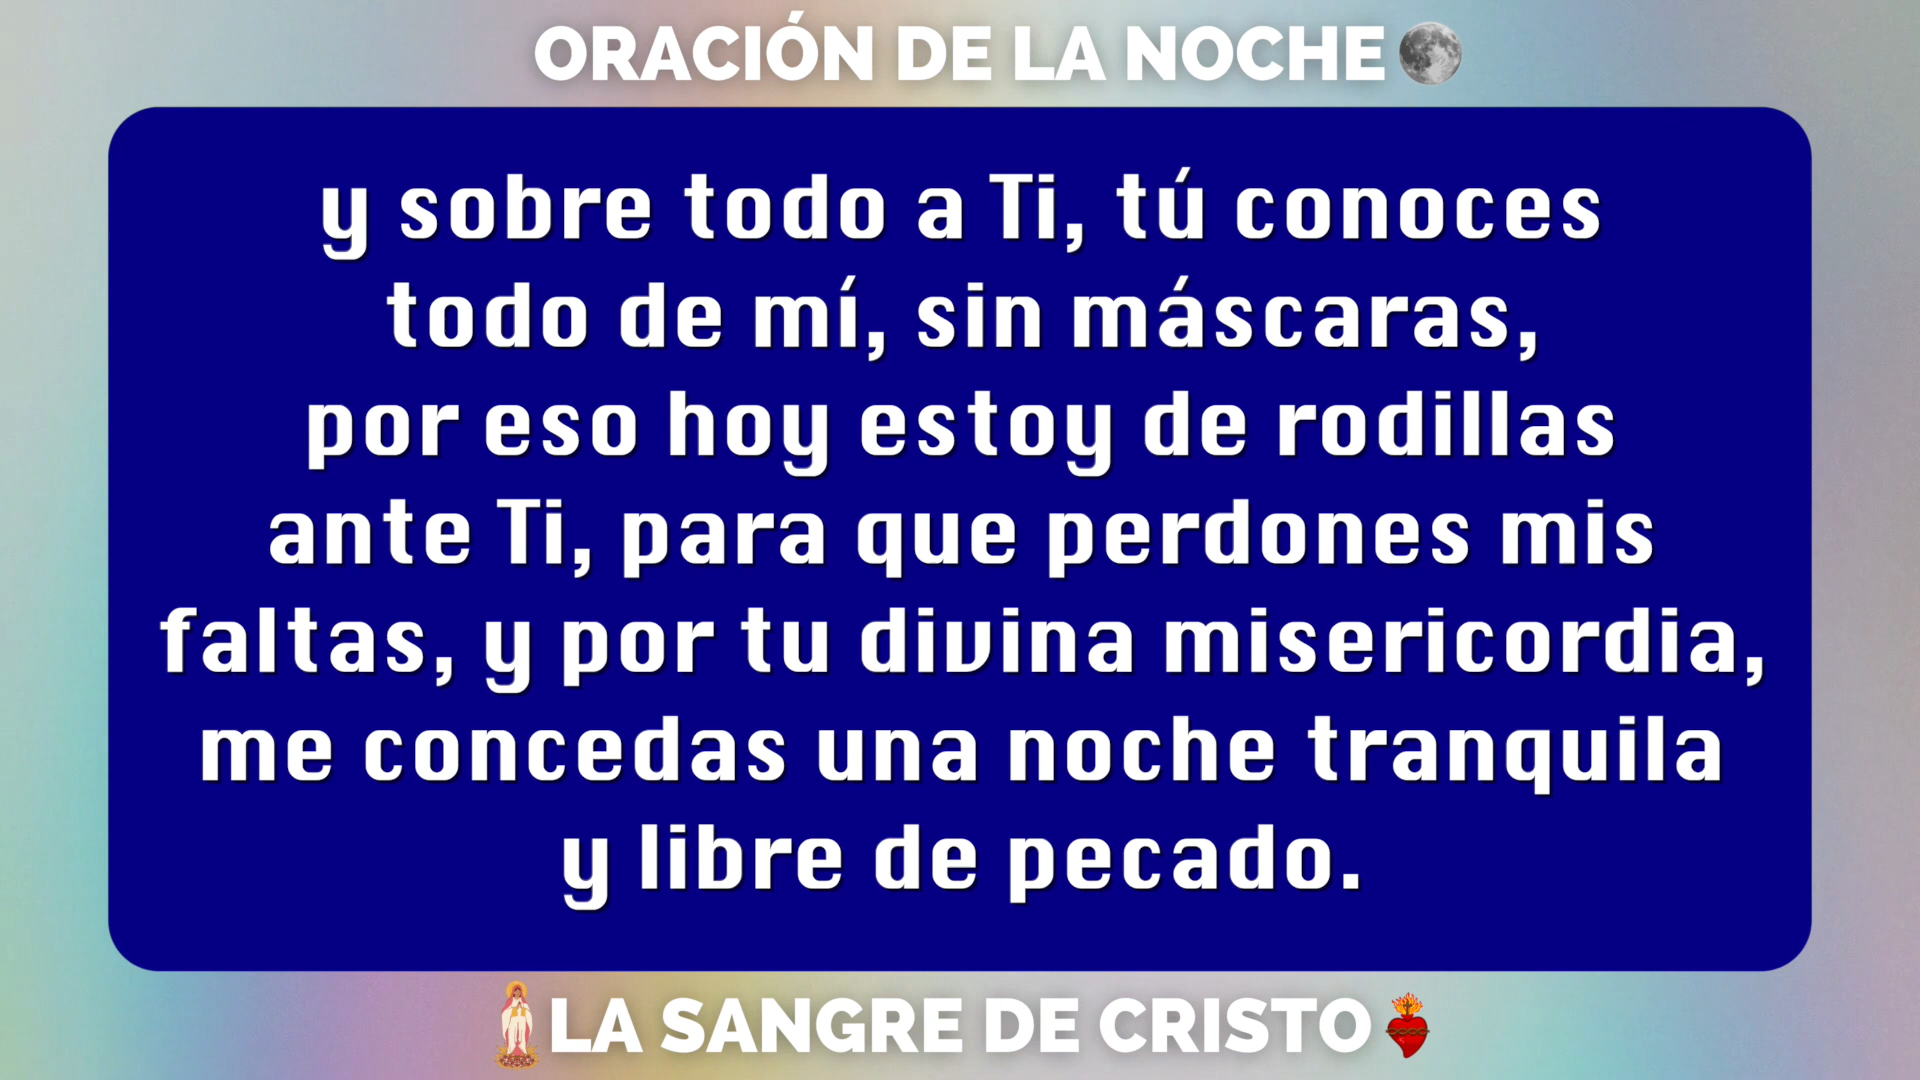 ORACIÓN DE LA NOCHE
y sobre todo a Ti, tú conoces
todo de mí, sin máscaras,
por eso hoy estoy de rodillas
ante Ti, para que perdones mis
faltas, y por tu divina misericordia,
me concedas una noche tranquila
y libre de pecado.
LA SANGRE DE CRISTO